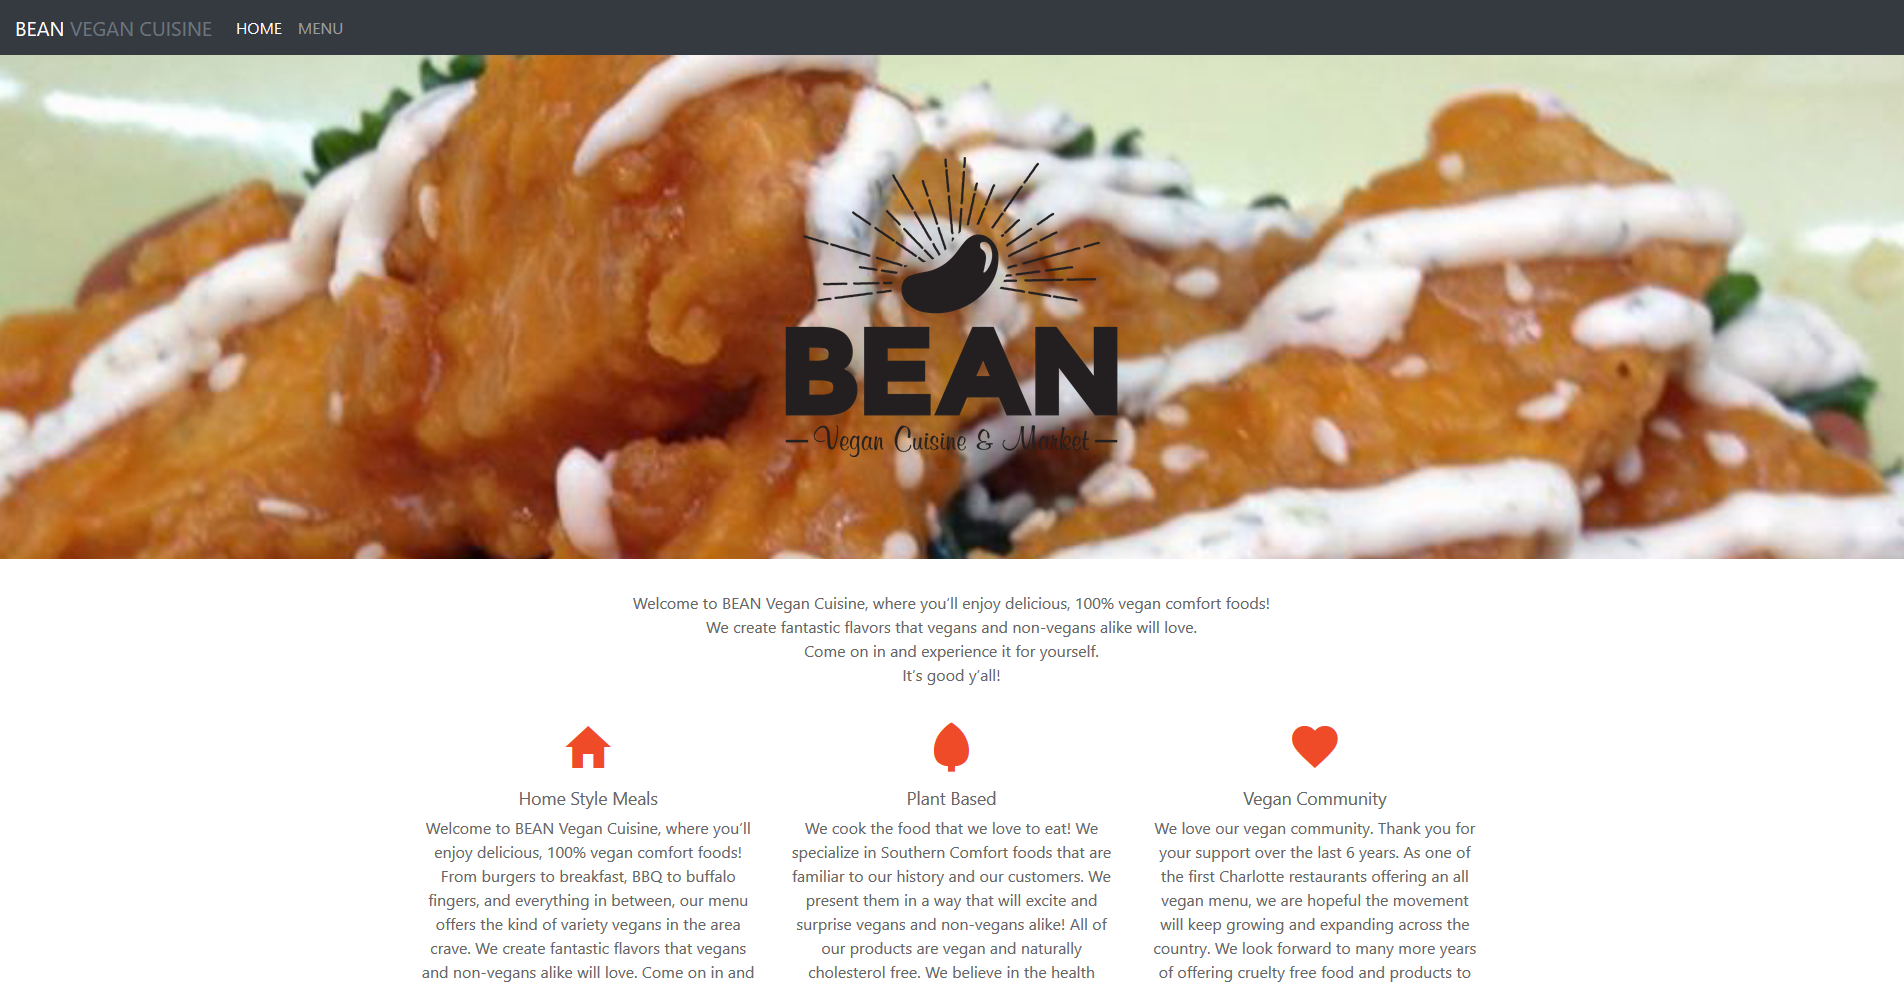 BEAN VEGAN CUISINE HOME MENU
BEAN
Vegan Cuisine & Market
Welcome to BEAN Vegan Cuisine, where you'll enjoy delicious, 100% vegan comfort foods!
We create fantastic flavors that vegans and non-vegans alike will love.
Come on in and experience it for yourself.
It's good y'all!
Home Style Meals
Welcome to BEAN Vegan Cuisine, where you'll
enjoy delicious, 100% vegan comfort foods!
From burgers to breakfast, BBQ to buffalo
fingers, and everything in between, our menu
offers the kind of variety vegans in the area
crave. We create fantastic flavors that vegans
and non-vegans alike will love. Come on in and
Plant Based
We cook the food that we love to eat! We
specialize in Southern Comfort foods that are
familiar to our history and our customers. We
present them in a way that will excite and
surprise vegans and non-vegans alike! All of
our products are vegan and naturally
cholesterol free. We believe in the health
Vegan Community
We love our vegan community. Thank you for
your support over the last 6 years. As one of
the first Charlotte restaurants offering an all
vegan menu, we are hopeful the movement
will keep growing and expanding across the
country. We look forward to many more years
of offering cruelty free food and products to